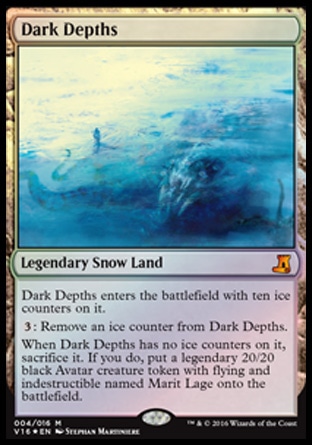 Dark Depths
Legendary Snow Land
Dark Depths enters the battlefield with ten ice
counters on it.
3: Remove an ice counter from Dark Depths.
When Dark Depths has no ice counters on it,
sacrifice it. If you do, put a legendary 20/20
black Avatar creature token with flying and
indestructible named Marit Lage onto the
battlefield.
004/016 M
V16 ★ EN Stephan Martiniere
™ & © 2016 Wizards of the Coast